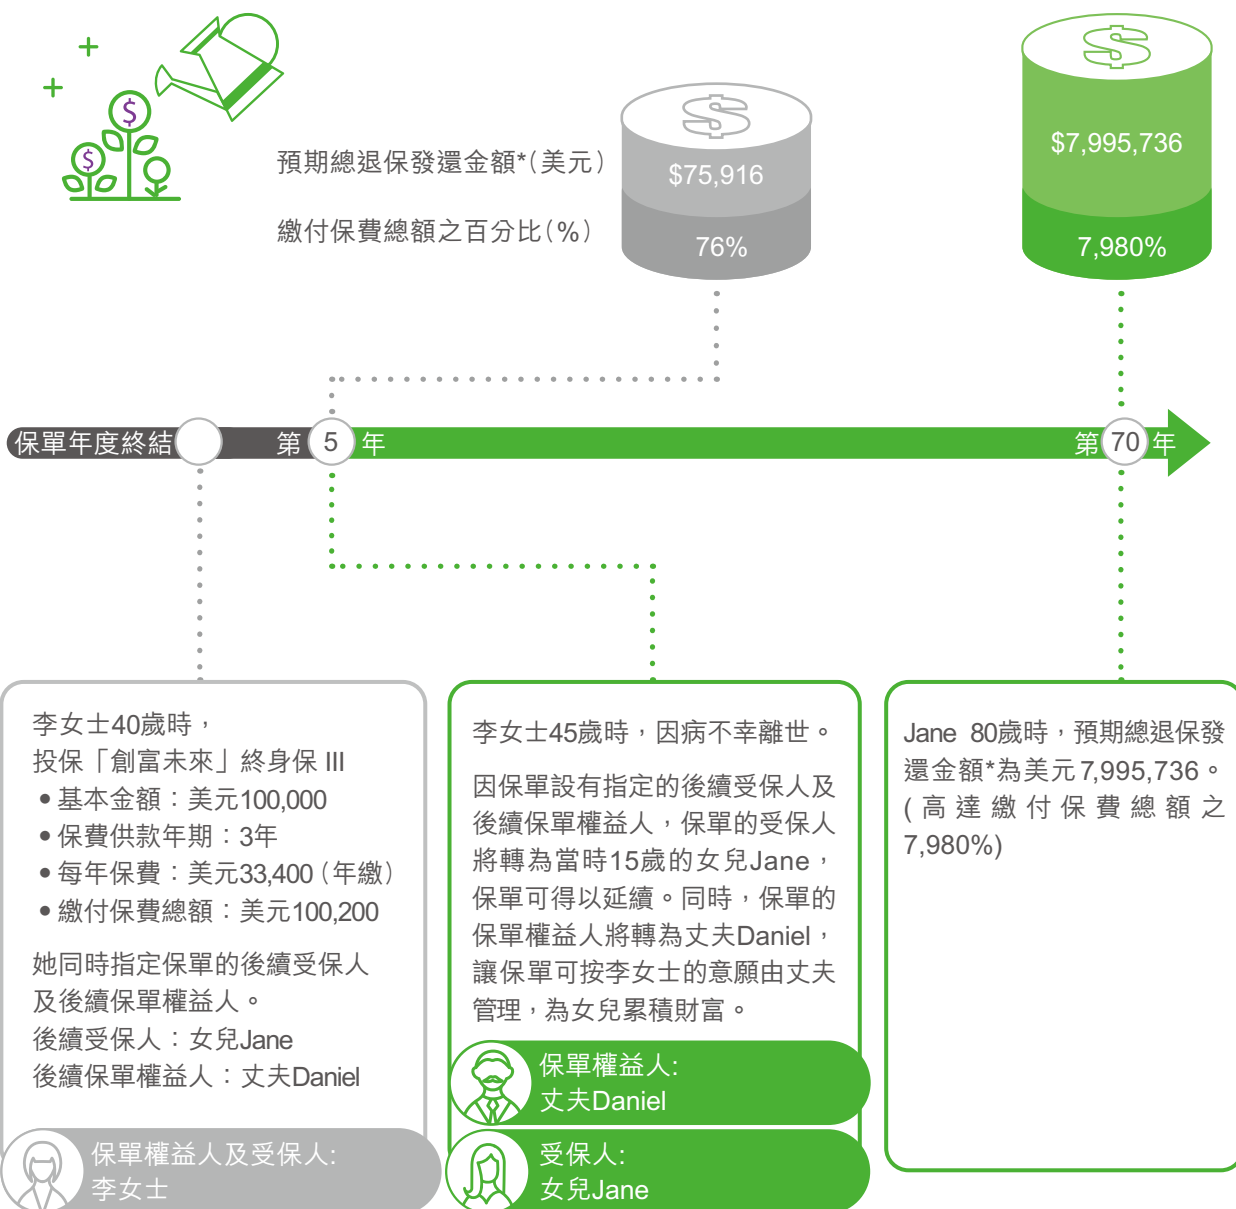 預期總退保發還金額*(美元)
$75,916
$7,995,736
繳付保費總額之百分比(%)
76%
7,980%
保單年度終結
第 5 年
第 70 年
李女士40歲時，
投保「創富未來」終身保 III
• 基本金額：美元100,000
• 保費供款年期：3年
• 每年保費：美元33,400（年繳）
• 繳付保費總額：美元100,200
她同時指定保單的後續受保人
及後續保單權益人。
後續受保人：女兒Jane
後續保單權益人：丈夫Daniel
保單權益人及受保人:
李女士
李女士45歲時，因病不幸離世。
因保單設有指定的後續受保人及
後續保單權益人，保單的受保人
將轉為當時15歲的女兒Jane，
保單可得以延續。同時，保單的
保單權益人將轉為丈夫Daniel，
讓保單可按李女士的意願由丈夫
管理，為女兒累積財富。
保單權益人:
丈夫Daniel
受保人:
女兒Jane
Jane 80歲時，預期總退保發
還金額*為美元7,995,736。
(高達繳付保費總額之
7,980%)